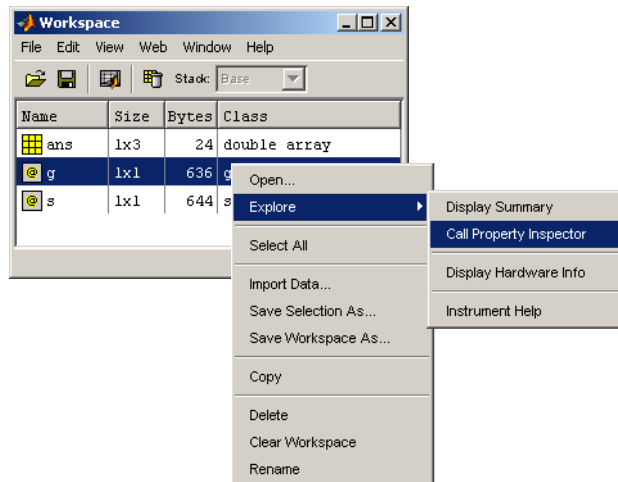 Workspace
File Edit View Web Window Help
Stack: Base
Name Size Bytes Class
ans 1x3 24 double array
g 1x1 636 g
s 1x1 644 s
Open...
Explore
Select All
Import Data...
Save Selection As...
Save Workspace As...
Copy
Delete
Clear Workspace
Rename
Display Summary
Call Property Inspector
Display Hardware Info
Instrument Help